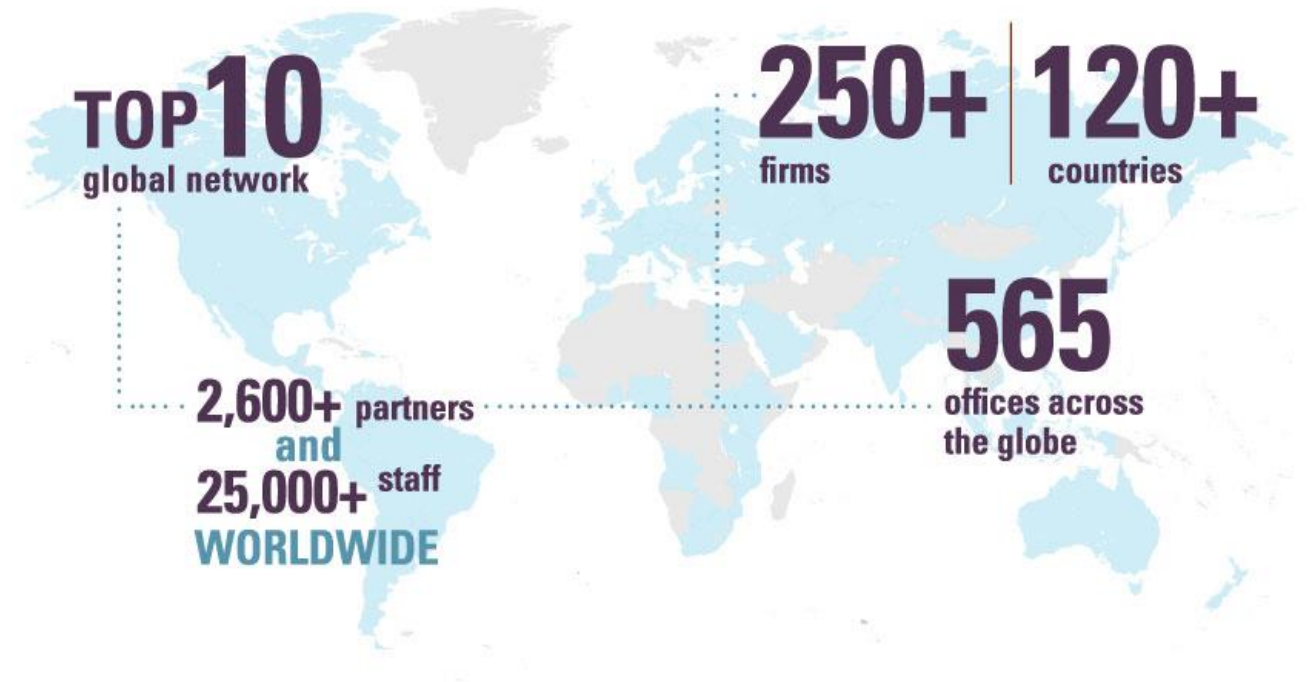 TOP 10
global network
250+
firms
120+
countries
565
offices across
the globe
2,600+ partners
and
25,000+ staff
WORLDWIDE